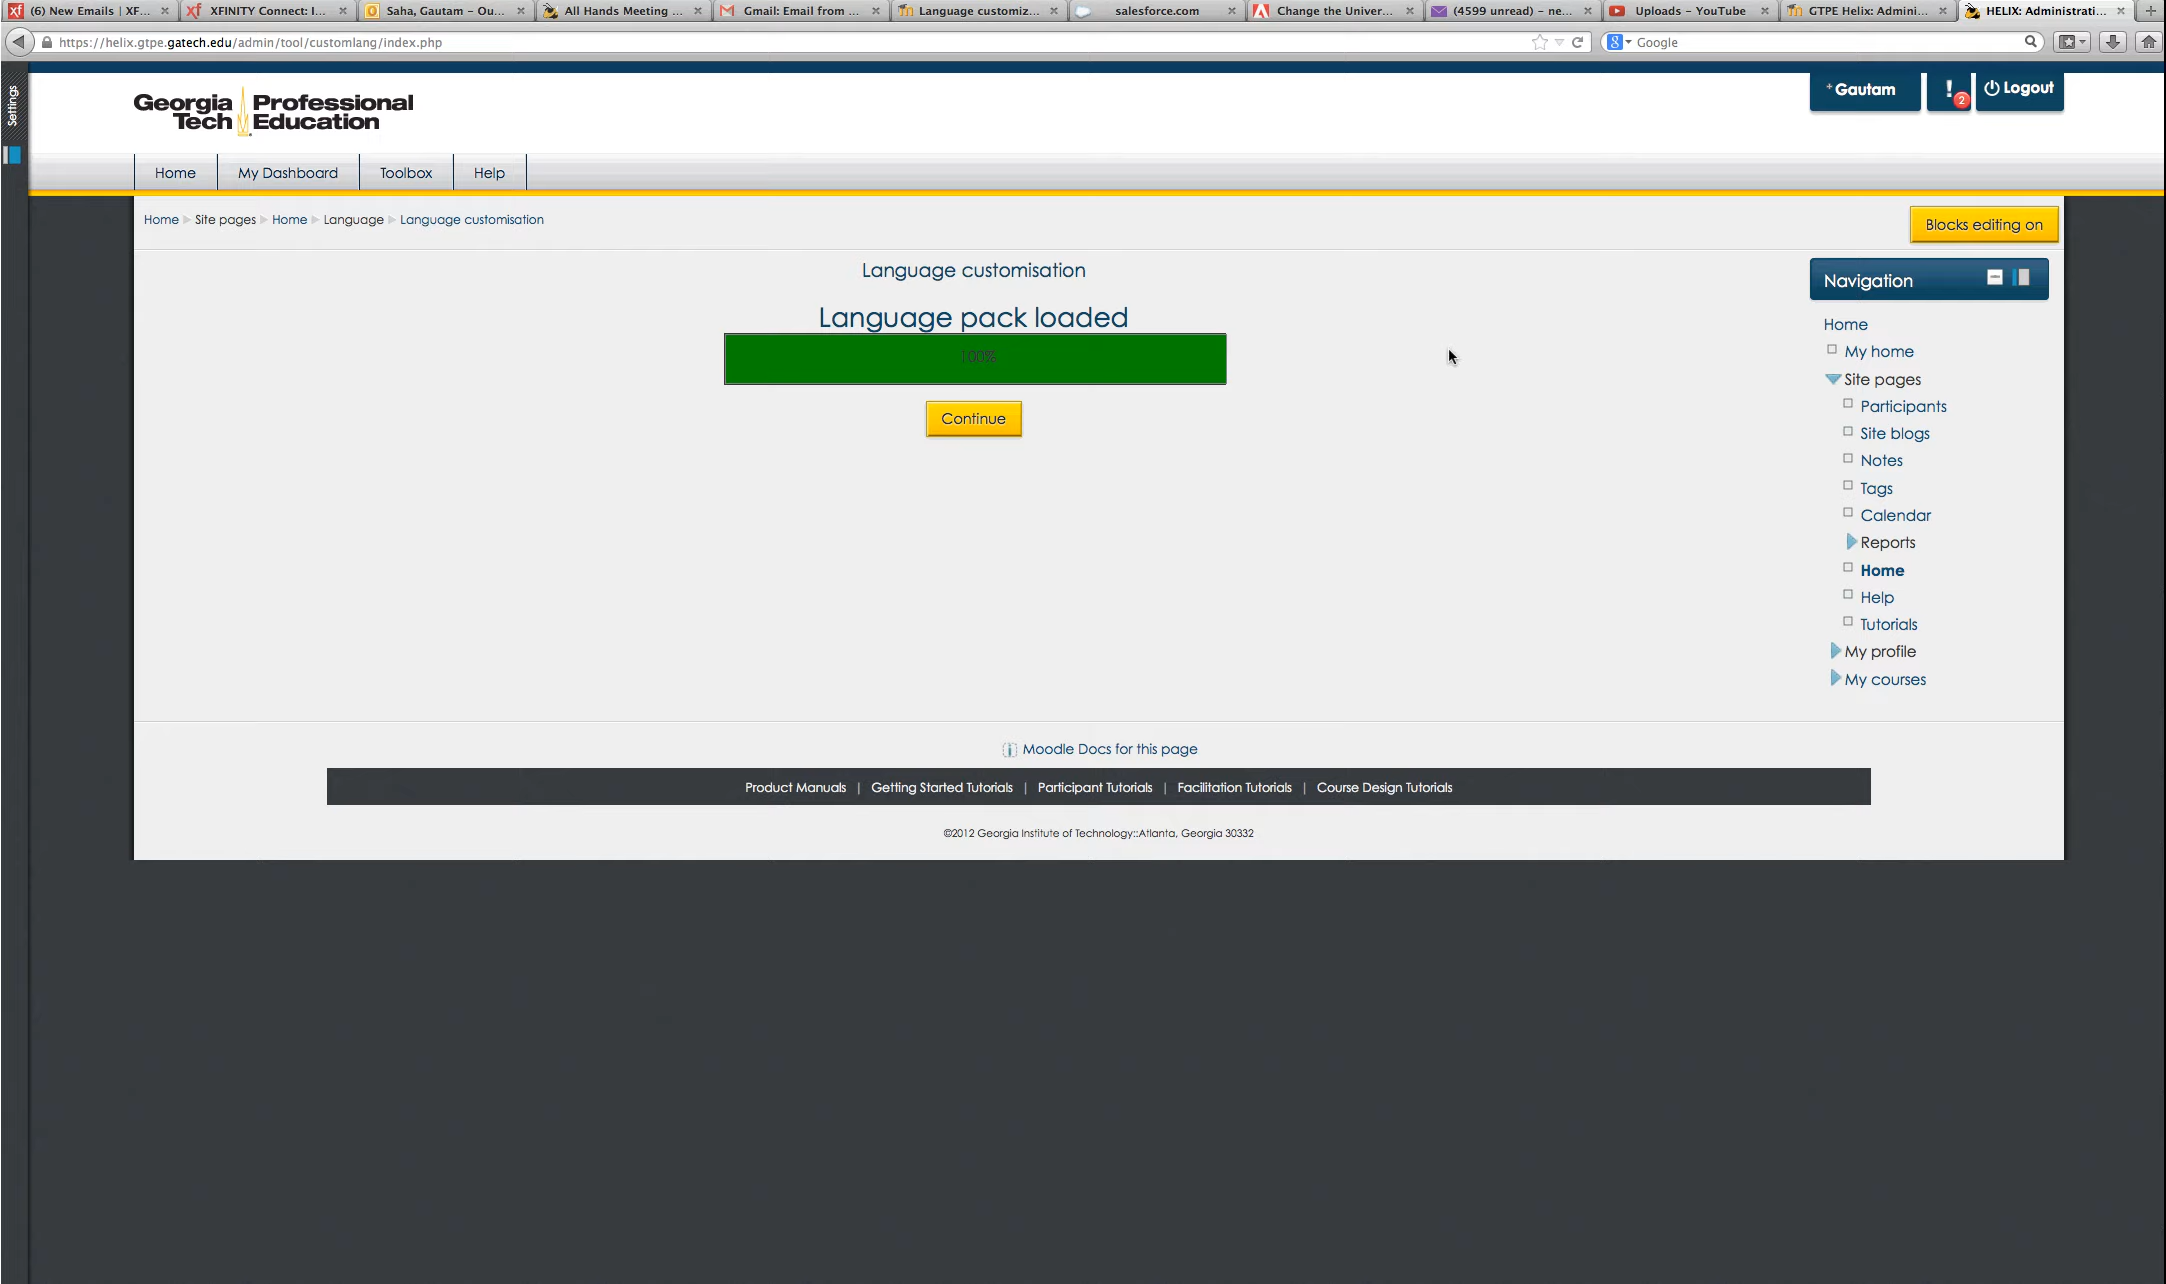 (6) New Emails | XF...
XFINITY Connect: I...
Saha, Gautam – Ou...
All Hands Meeting ...
Gmail: Email from ...
Language customiz...
salesforce.com
Change the Univer...
(4599 unread) – ne...
Uploads – YouTube
GTPE Helix: Admini...
HELIX: Administrati...
https://helix.gtpe.gatech.edu/admin/tool/customlang/index.php
Google
Settings
Georgia Tech
Professional Education
Gautam
! 2
Logout
Home
My Dashboard
Toolbox
Help
Home Site pages Home Language Language customisation
Blocks editing on
Language customisation
Language pack loaded
100%
Continue
Navigation
Home
My home
Site pages
Participants
Site blogs
Notes
Tags
Calendar
Reports
Home
Help
Tutorials
My profile
My courses
Moodle Docs for this page
Product Manuals | Getting Started Tutorials | Participant Tutorials | Facilitation Tutorials | Course Design Tutorials
©2012 Georgia Institute of Technology::Atlanta, Georgia 30332